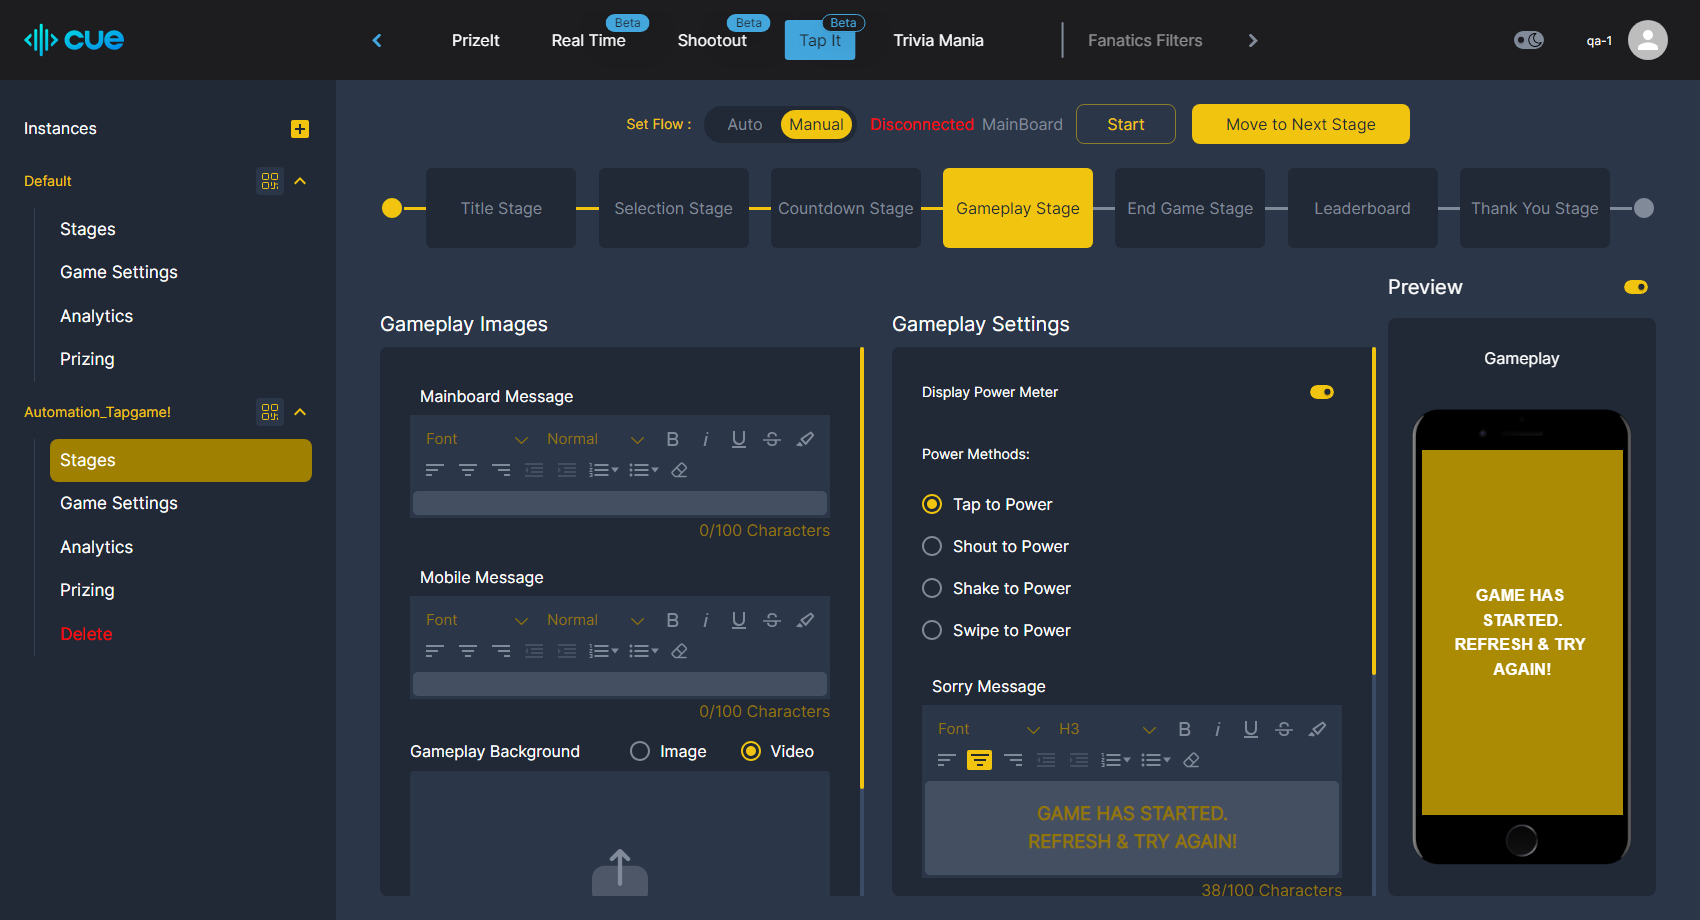 cue
PrizeIt
Real Time
Beta
Shootout
Beta
Tap It
Beta
Trivia Mania
Fanatics Filters
qa-1
Instances
Default
Stages
Game Settings
Analytics
Prizing
Automation_Tapgame!
Stages
Game Settings
Analytics
Prizing
Delete
Set Flow :
Auto
Manual
Disconnected
MainBoard
Start
Move to Next Stage
Title Stage
Selection Stage
Countdown Stage
Gameplay Stage
End Game Stage
Leaderboard
Thank You Stage
Gameplay Images
Mainboard Message
Font
Normal
0/100 Characters
Mobile Message
Font
Normal
0/100 Characters
Gameplay Background
Image
Video
Gameplay Settings
Display Power Meter
Power Methods:
Tap to Power
Shout to Power
Shake to Power
Swipe to Power
Sorry Message
Font
H3
GAME HAS STARTED.
REFRESH & TRY AGAIN!
38/100 Characters
Preview
Gameplay
GAME HAS
STARTED.
REFRESH & TRY
AGAIN!